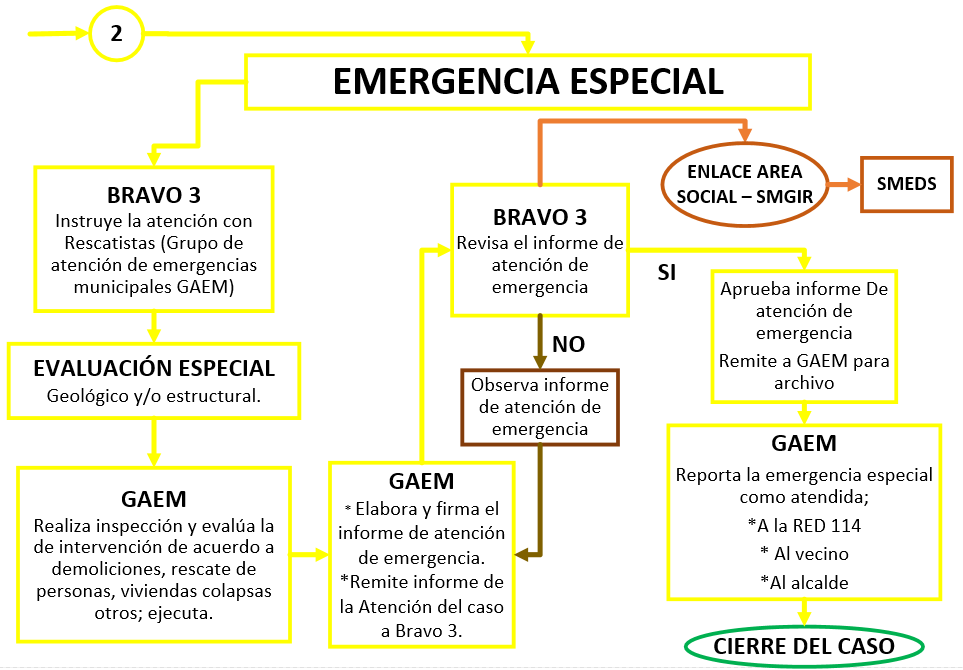 2
EMERGENCIA ESPECIAL
BRAVO 3
Instruye la atención con
Rescatistas (Grupo de
atención de emergencias
municipales GAEM)
EVALUACIÓN ESPECIAL
Geológico y/o estructural.
GAEM
Realiza inspección y evalúa la
de intervención de acuerdo a
demoliciones, rescate de
personas, viviendas colapsas
otros; ejecuta.
GAEM
* Elabora y firma el
informe de atención
de emergencia.
*Remite informe de
la Atención del caso
a Bravo 3.
BRAVO 3
Revisa el informe de
atención de
emergencia
NO
Observa informe
de atención de
emergencia
ENLACE AREA
SOCIAL – SMGIR
SMEDS
SI
Aprueba informe De
atención de
emergencia
Remite a GAEM para
archivo
GAEM
Reporta la emergencia especial
como atendida;
*A la RED 114
* Al vecino
*Al alcalde
CIERRE DEL CASO